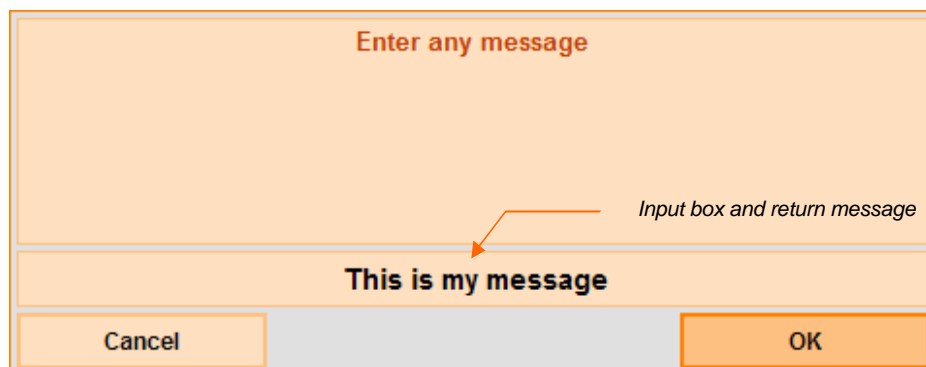 Enter any message
Input box and return message
This is my message
Cancel
OK